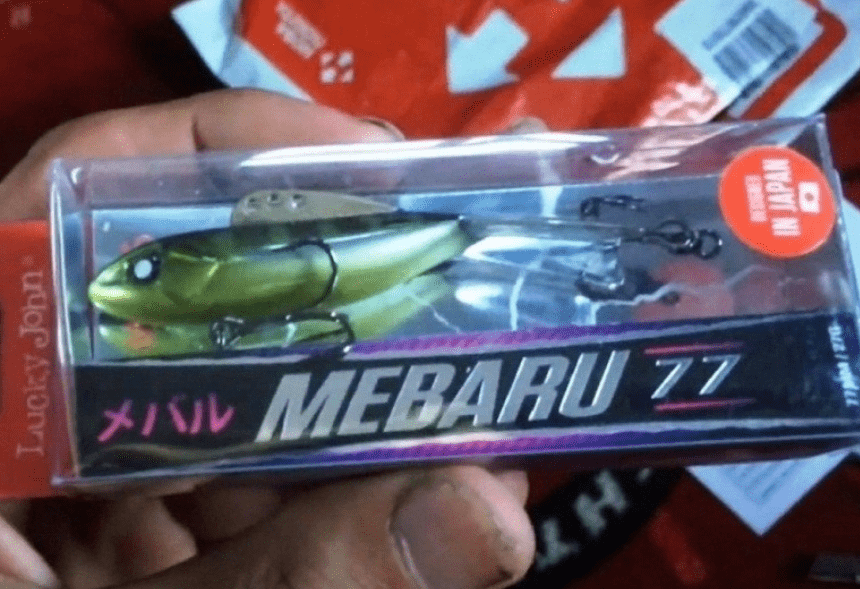 DESIGNED
IN JAPAN
Lucky John
メバル MEBARU 77